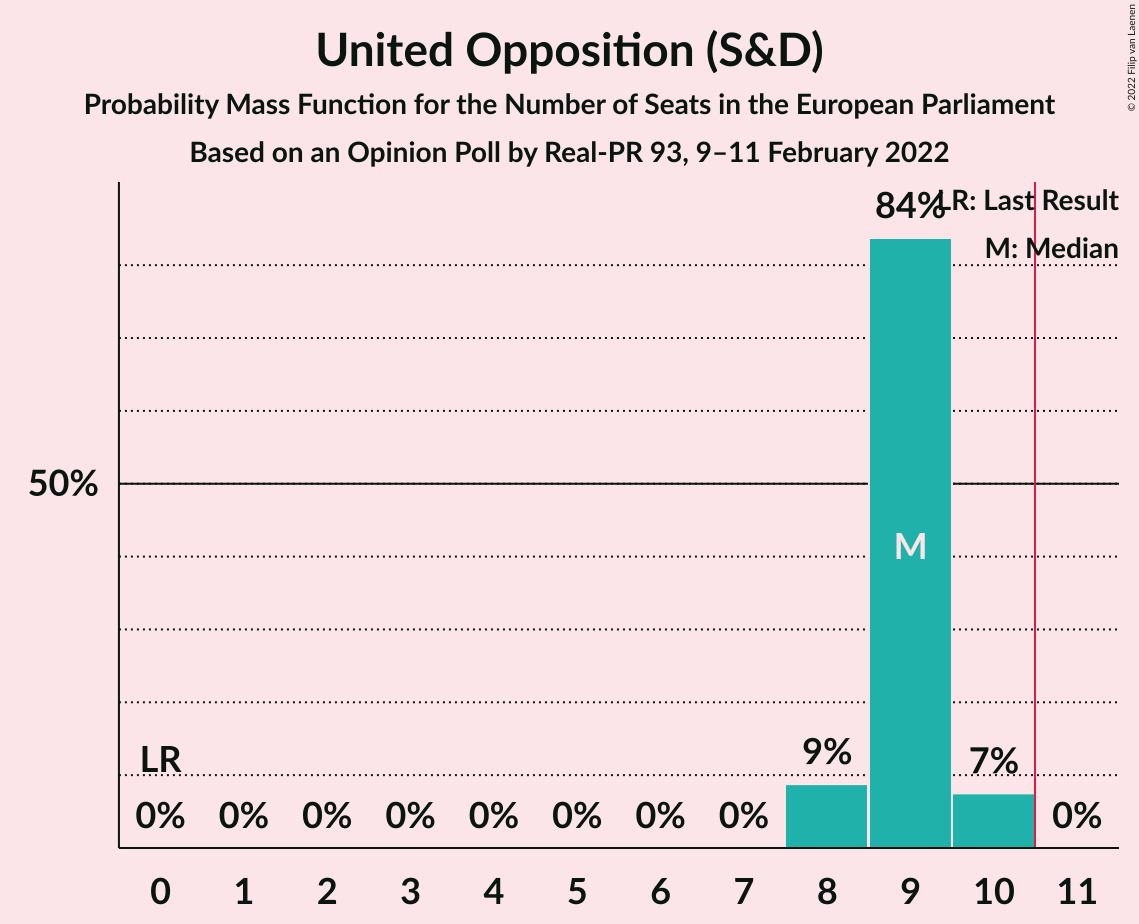 United Opposition (S&D)
Probability Mass Function for the Number of Seats in the European Parliament
Based on an Opinion Poll by Real-PR 93, 9–11 February 2022
© 2022 Filip van Laenen
LR: Last Result
M: Median
84%
50%
M
LR
9%
7%
0% 0% 0% 0% 0% 0% 0% 0% 0%
0 1 2 3 4 5 6 7 8 9 10 11